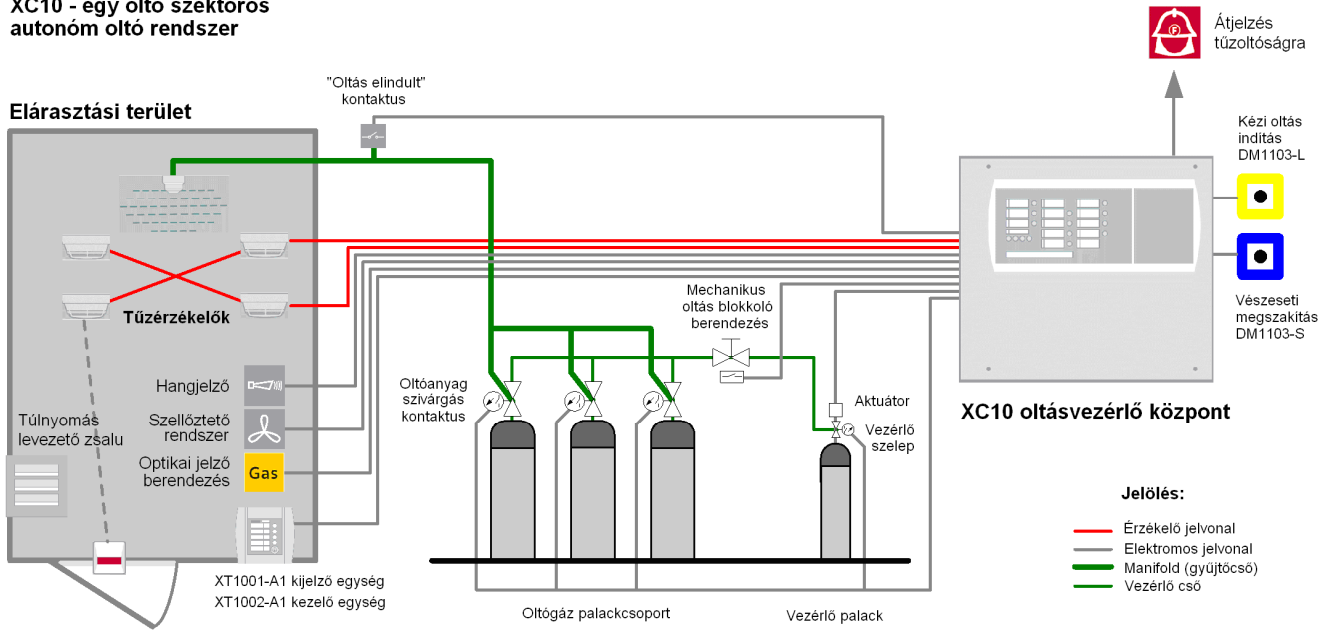 XC10 - egy oltó szektoros
autonóm oltó rendszer
Átjelzés
tűzoltóságra
"Oltás elindult"
kontaktus
Elárasztási terület
Kézi oltás
inditás
DM1103-L
Mechanikus
oltás blokkoló
berendezés
Vészeseti
megszakítás
DM1103-S
Tűzérzékelők
Hangjelző
Oltóanyag
szívárgás
kontaktus
Aktuátor
XC10 oltásvezérlő központ
Túlnyomás
levezető zsalu
Szellőztető
rendszer
Vezérlő
szelep
Optikai jelző
berendezés
Gas
Jelölés:
Érzékelő jelvonal
Elektromos jelvonal
Manifold (gyűjtőcső)
Vezérlő cső
XT1001-A1 kijelző egység
XT1002-A1 kezelő egység
Oltógáz palackcsoport
Vezérlő palack